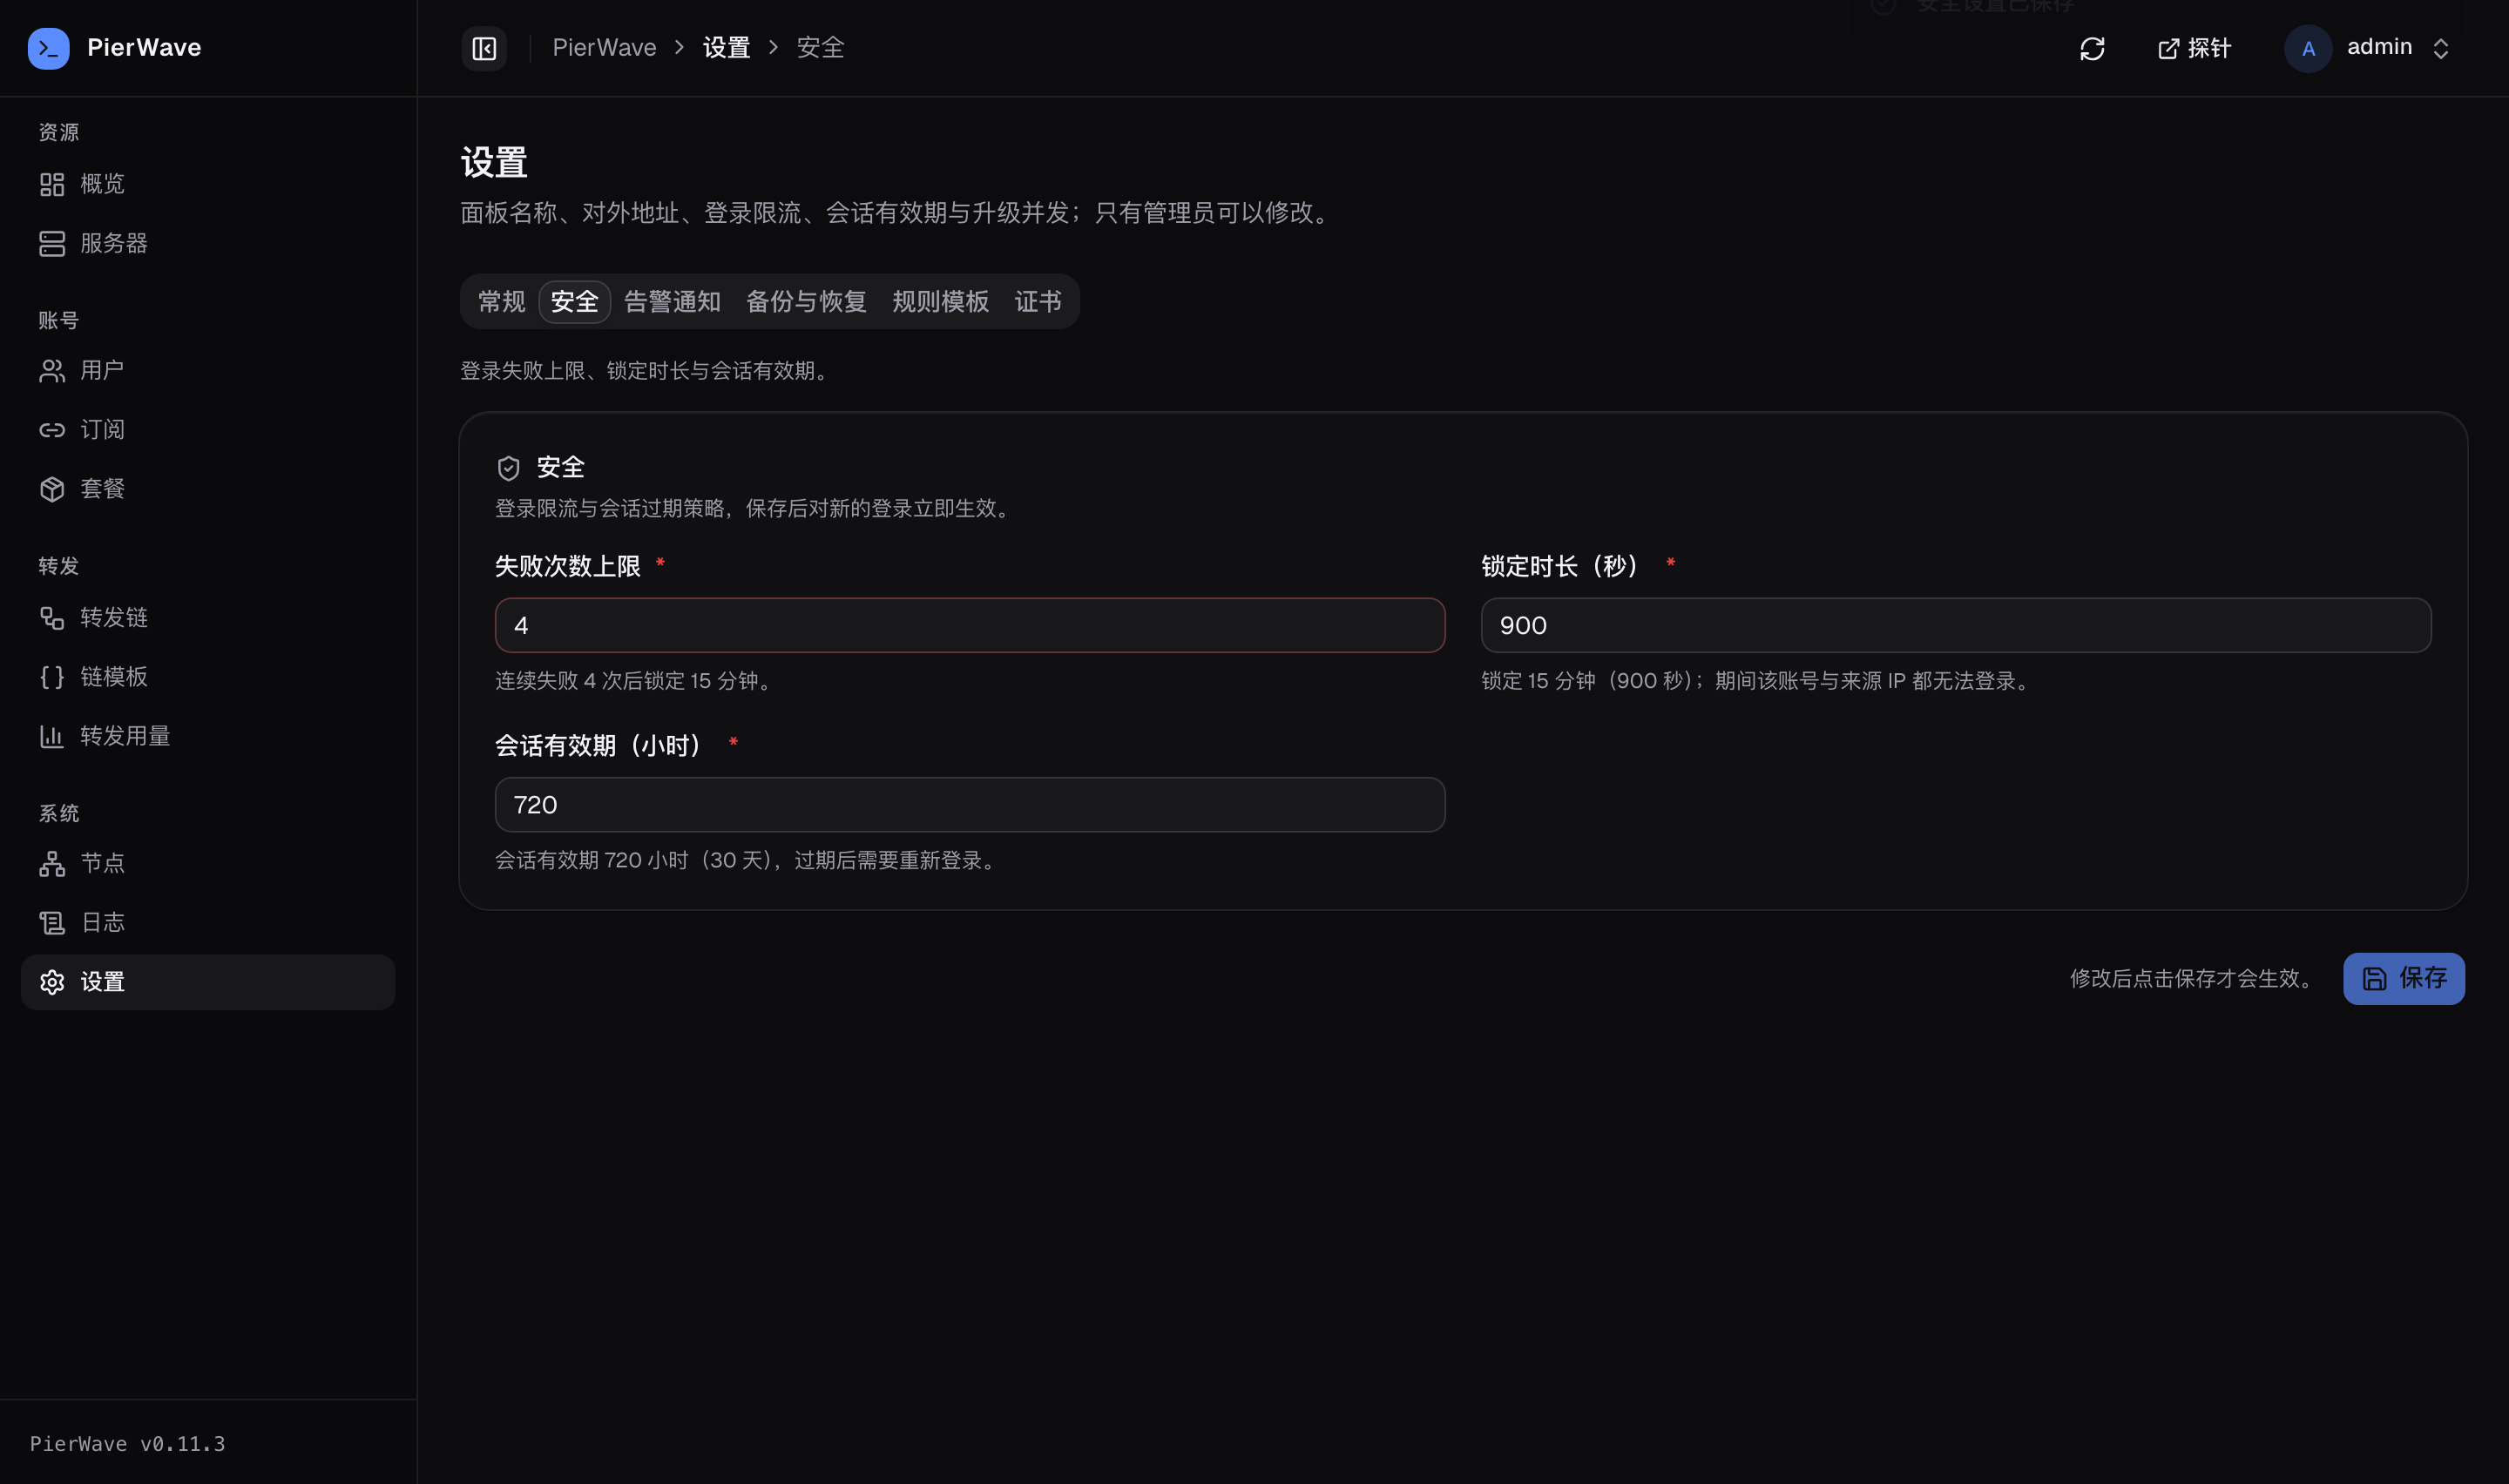 PierWave
PierWave > 设置 > 安全
安全设置已保存
探针
A
admin
资源
概览
服务器
账号
用户
订阅
套餐
转发
转发链
链模板
转发用量
系统
节点
日志
设置
PierWave v0.11.3
设置
面板名称、对外地址、登录限流、会话有效期与升级并发；只有管理员可以修改。
常规 安全 告警通知 备份与恢复 规则模板 证书
登录失败上限、锁定时长与会话有效期。
安全
登录限流与会话过期策略，保存后对新的登录立即生效。
失败次数上限 *
4
连续失败 4 次后锁定 15 分钟。
锁定时长（秒） *
900
锁定 15 分钟（900 秒）；期间该账号与来源 IP 都无法登录。
会话有效期（小时） *
720
会话有效期 720 小时（30 天），过期后需要重新登录。
修改后点击保存才会生效。
保存